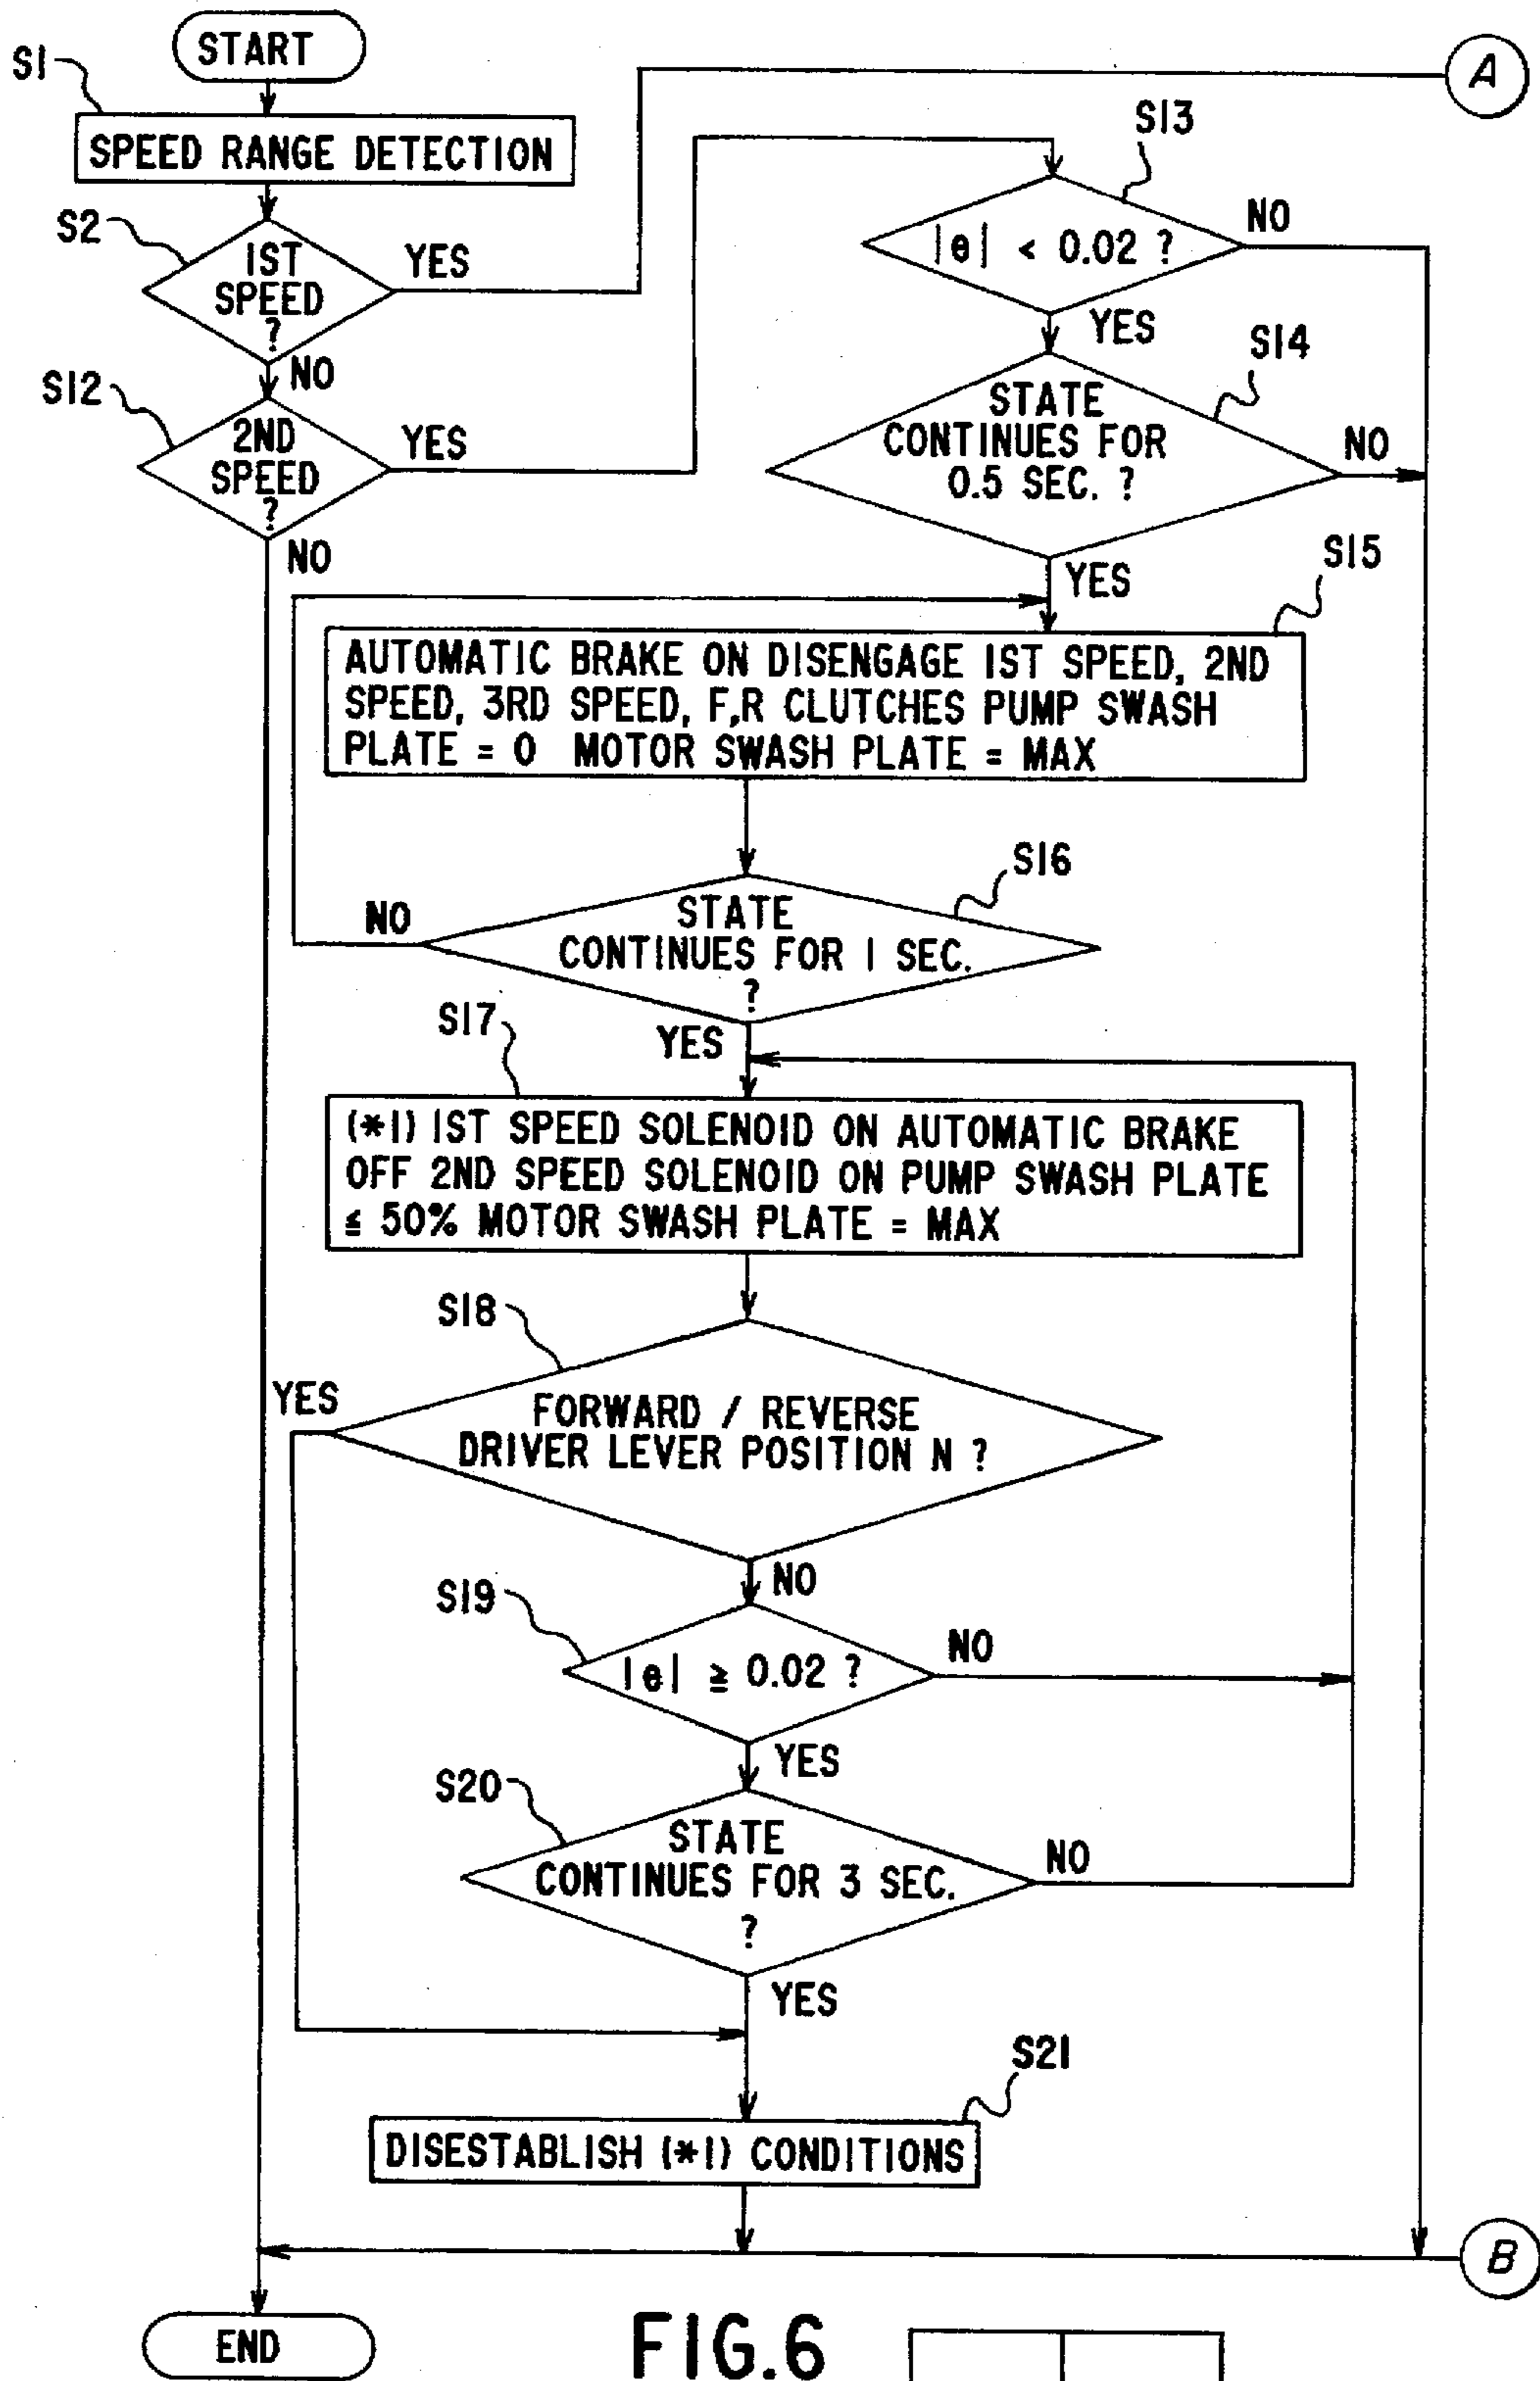 START
A
S1
SPEED RANGE DETECTION
S2
1ST
SPEED
?
YES
NO
S12
2ND
SPEED
?
YES
NO
S13
|e| < 0.02 ?
NO
YES
S14
STATE
CONTINUES FOR
0.5 SEC. ?
NO
YES
S15
AUTOMATIC BRAKE ON DISENGAGE 1ST SPEED, 2ND
SPEED, 3RD SPEED, F,R CLUTCHES PUMP SWASH
PLATE = 0 MOTOR SWASH PLATE = MAX
S16
STATE
CONTINUES FOR 1 SEC.
?
NO
YES
S17
(*1) 1ST SPEED SOLENOID ON AUTOMATIC BRAKE
OFF 2ND SPEED SOLENOID ON PUMP SWASH PLATE
≦ 50% MOTOR SWASH PLATE = MAX
S18
YES
FORWARD / REVERSE
DRIVER LEVER POSITION N ?
NO
S19
|e| ≧ 0.02 ?
NO
YES
S20
STATE
CONTINUES FOR 3 SEC.
?
NO
YES
S21
DISESTABLISH (*1) CONDITIONS
B
END
FIG.6